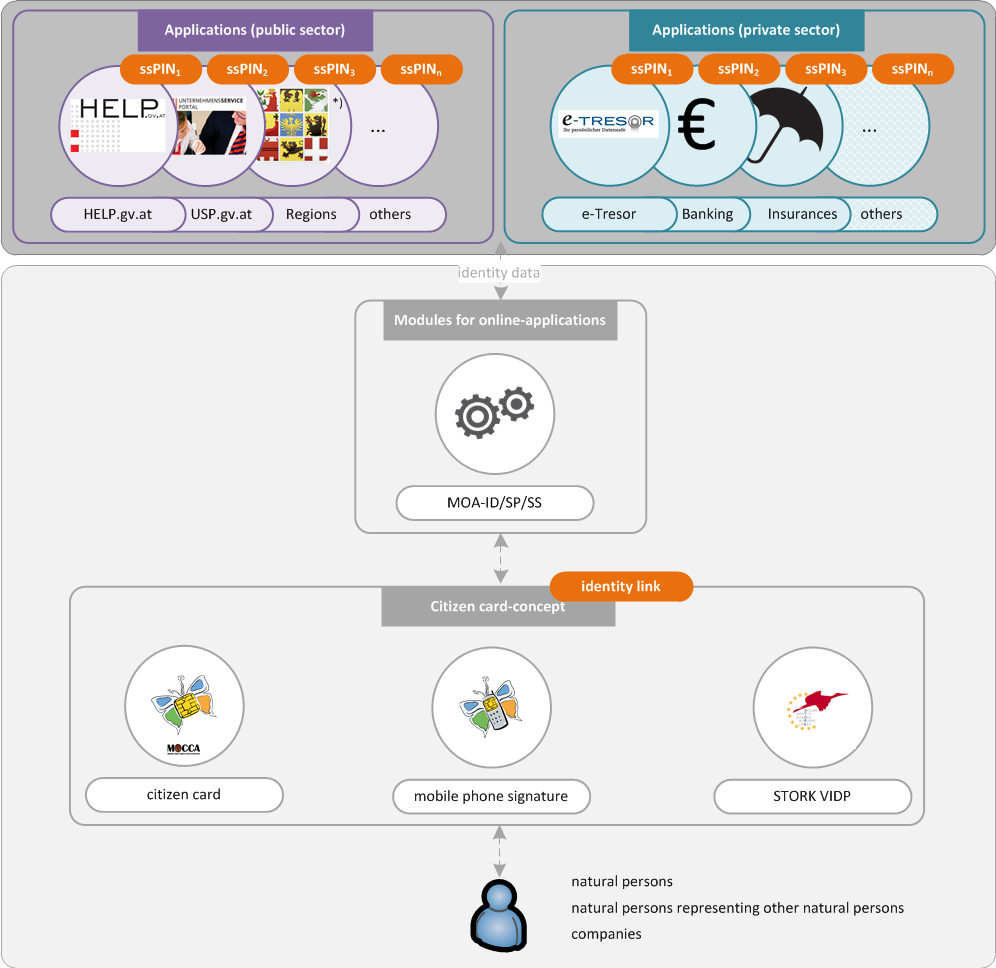 Applications (public sector)
Applications (private sector)
ssPIN1
ssPIN2
ssPIN3
ssPINn
ssPIN1
ssPIN2
ssPIN3
ssPINn
HELP.GV.AT
UNTERNEHMENSSERVICE
PORTAL
*)
...
e-TRESOR
Ihr persönlicher Datensafe
€
...
HELP.gv.at
USP.gv.at
Regions
others
e-Tresor
Banking
Insurances
others
identity data
Modules for online-applications
MOA-ID/SP/SS
identity link
Citizen card-concept
MOCCA
citizen card
mobile phone signature
STORK VIDP
natural persons
natural persons representing other natural persons
companies